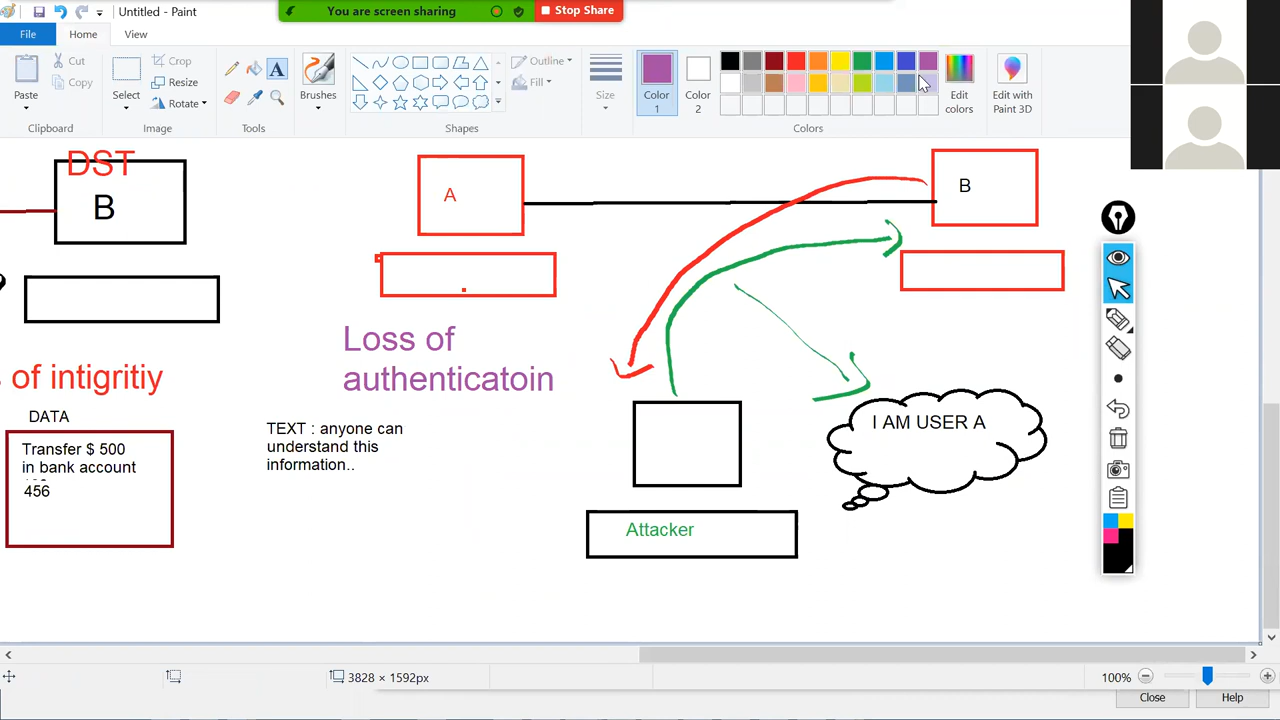 Untitled - Paint
You are screen sharing
Stop Share
File
Home
View
Paste
Cut
Copy
Clipboard
Select
Crop
Resize
Rotate
Image
A
Tools
Brushes
Shapes
Outline
Fill
Size
Color
1
Color
2
Edit
colors
Colors
Edit with
Paint 3D
DST
B
A
B
Loss of
authenticatoin
of intigritiy
DATA
Transfer $ 500
in bank account
456
TEXT : anyone can
understand this
information..
I AM USER A
Attacker
3828 × 1592px
100%
Close
Help